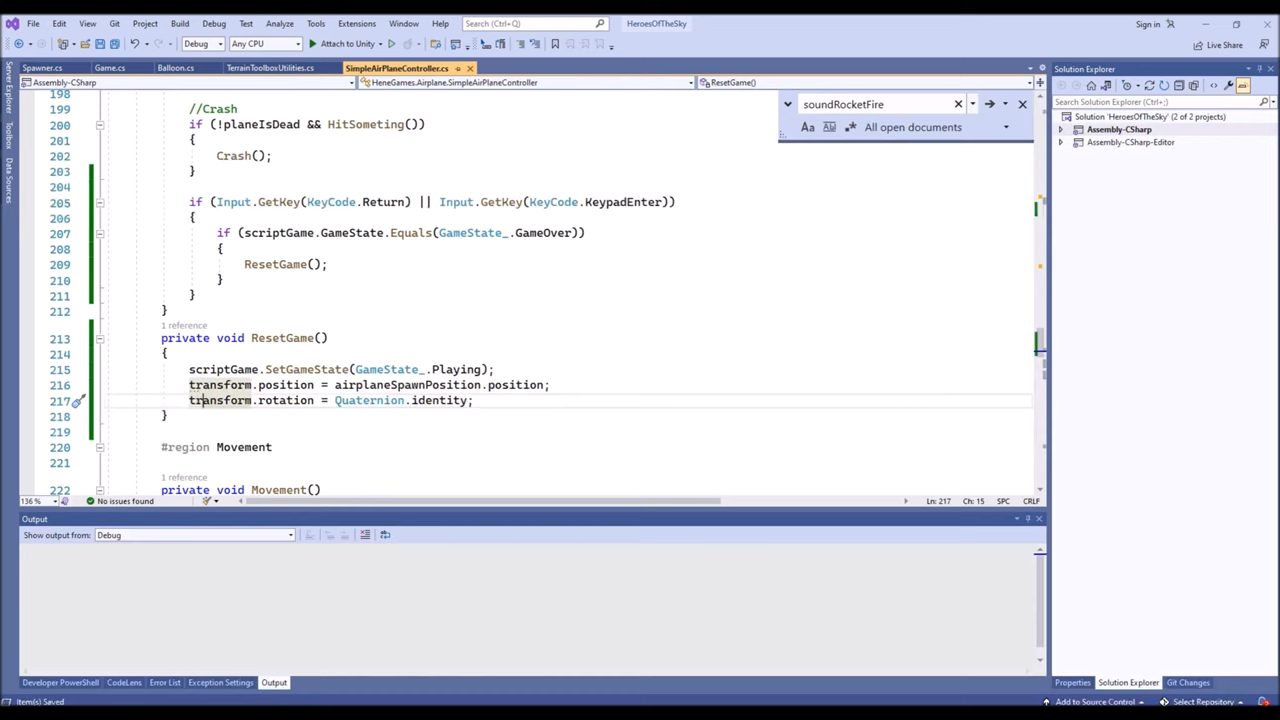 File Edit View Git Project Build Debug Test Analyze Tools Extensions Window Help Search (Ctrl+Q) HeroesOfTheSky Sign in
Debug Any CPU Attach to Unity Live Share
Spawner.cs Game.cs Balloon.cs TerrainToolboxUtilities.cs SimpleAirPlaneController.cs Solution Explorer
Assembly-CSharp HeneGames.Airplane.SimpleAirPlaneController ResetGame()
Server Explorer
Toolbox
Data Sources
soundRocketFire
Aa All open documents
Search Solution Explorer (Ctrl+;)
Solution 'HeroesOfTheSky' (2 of 2 projects)
Assembly-CSharp
Assembly-CSharp-Editor
198
199 //Crash
200 if (!planeIsDead && HitSometing())
201 {
202 Crash();
203 }
204
205 if (Input.GetKey(KeyCode.Return) || Input.GetKey(KeyCode.KeypadEnter))
206 {
207 if (scriptGame.GameState.Equals(GameState_.GameOver))
208 {
209 ResetGame();
210 }
211 }
212 }
1 reference
213 private void ResetGame()
214 {
215 scriptGame.SetGameState(GameState_.Playing);
216 transform.position = airplaneSpawnPosition.position;
217 transform.rotation = Quaternion.identity;
218 }
219
220 #region Movement
221
1 reference
222 private void Movement()
136 % No issues found Ln: 217 Ch: 15 SPC CRLF
Output
Show output from: Debug
Developer PowerShell CodeLens Error List Exception Settings Output Properties Solution Explorer Git Changes
Item(s) Saved Add to Source Control Select Repository